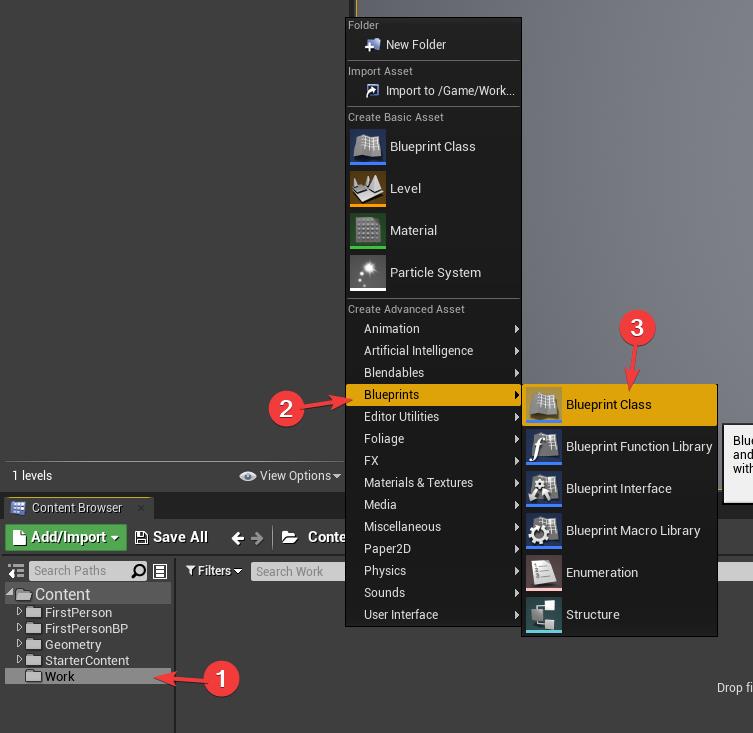 Folder
New Folder
Import Asset
Import to /Game/Work...
Create Basic Asset
Blueprint Class
Level
Material
Particle System
Create Advanced Asset
Animation
Artificial Intelligence
Blendables
Blueprints
Editor Utilities
Foliage
FX
Materials & Textures
Media
Miscellaneous
Paper2D
Physics
Sounds
User Interface
3
2
Blueprint Class
Blueprint Function Library
Blueprint Interface
Blueprint Macro Library
Enumeration
Structure
Blue
and
with
1 levels
View Options
Content Browser
Add/Import
Save All
Conte
Search Paths
Filters
Search Work
Content
FirstPerson
FirstPersonBP
Geometry
StarterContent
Work
1
Drop fi